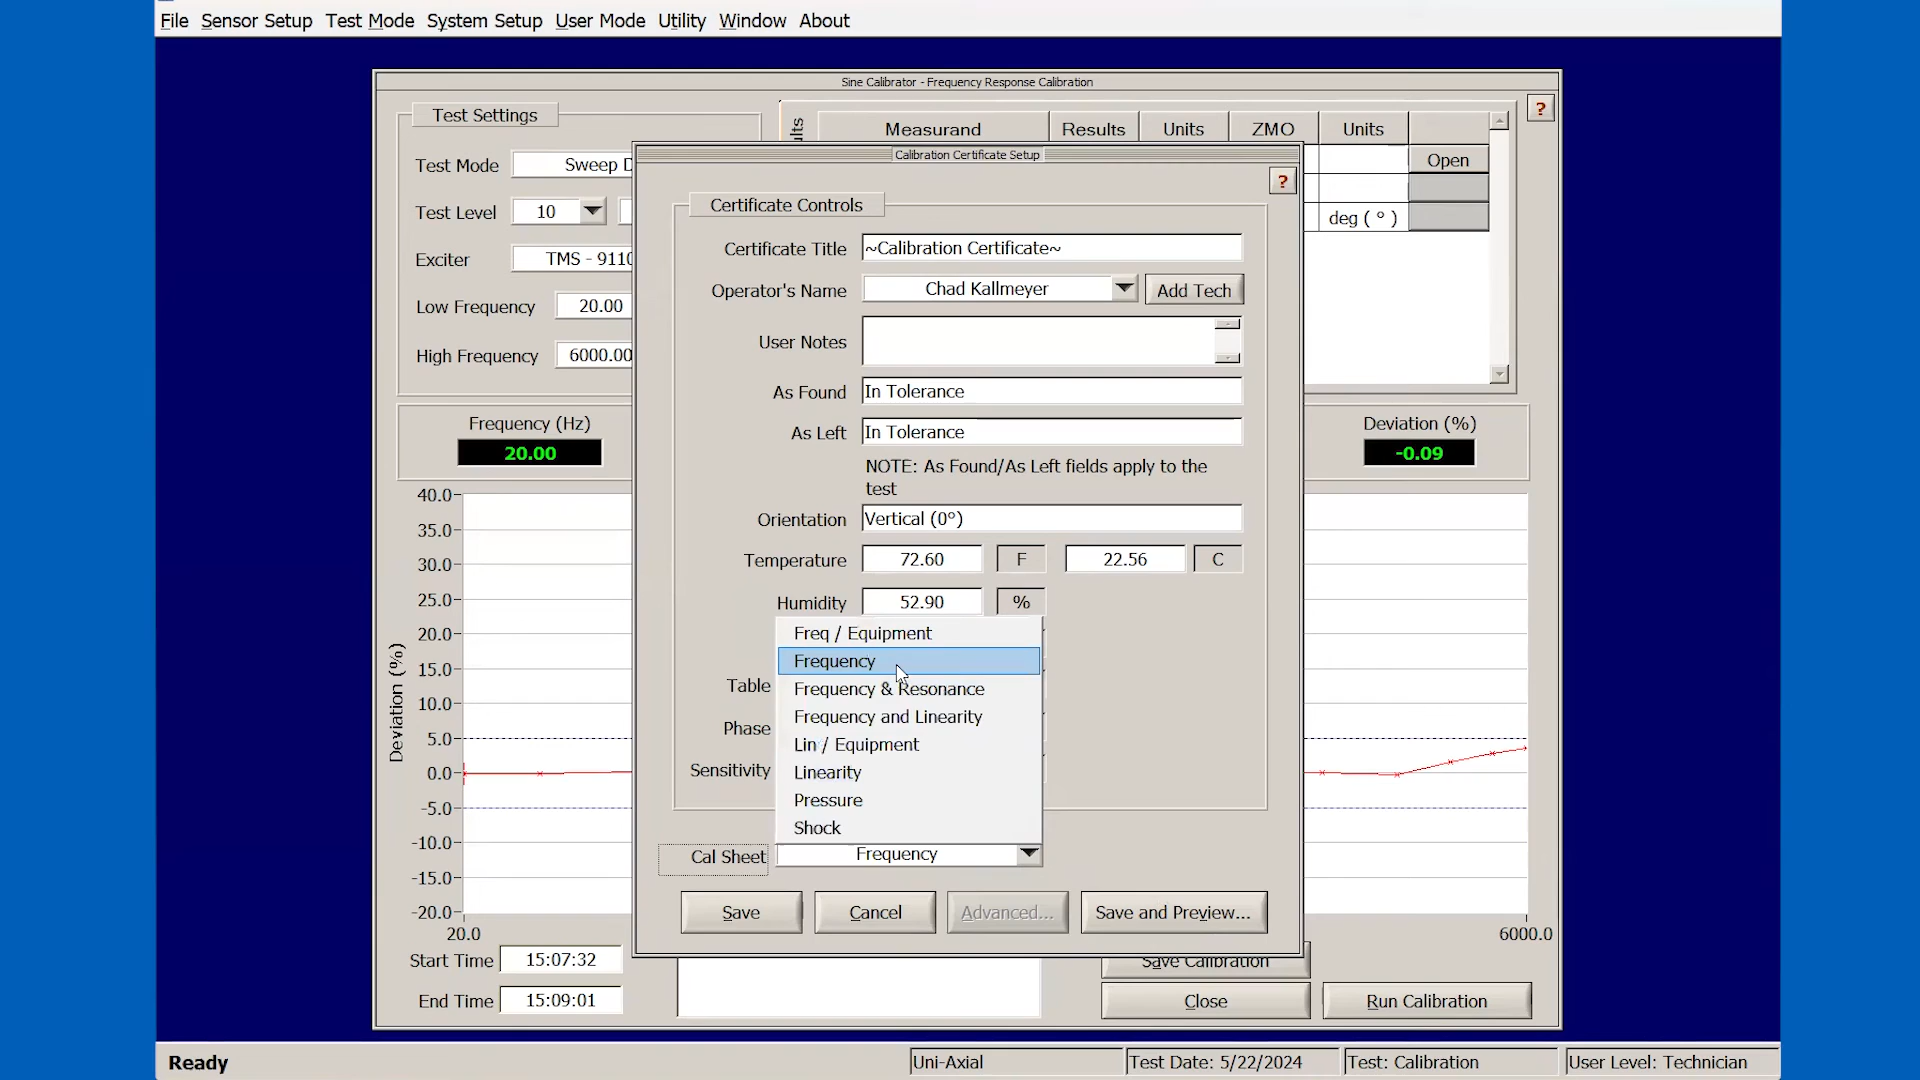 File Sensor Setup Test Mode System Setup User Mode Utility Window About
Sine Calibrator - Frequency Response Calibration
Test Settings
Measurand Results Units ZMO Units
?
Test Mode Sweep D
Test Level 10
Exciter TMS - 9110
Low Frequency 20.00
High Frequency 6000.00
Open
deg ( ° )
Calibration Certificate Setup
?
Certificate Controls
Certificate Title ~Calibration Certificate~
Operator's Name Chad Kallmeyer Add Tech
User Notes
As Found In Tolerance
As Left In Tolerance
NOTE: As Found/As Left fields apply to the
test
Orientation Vertical (0°)
Temperature 72.60 F 22.56 C
Humidity 52.90 %
Table
Phase
Sensitivity
Freq / Equipment
Frequency
Frequency & Resonance
Frequency and Linearity
Lin / Equipment
Linearity
Pressure
Shock
Cal Sheet Frequency
Save Cancel Advanced... Save and Preview...
Frequency (Hz)
20.00
Deviation (%)
-0.09
Deviation (%)
40.0
35.0
30.0
25.0
20.0
15.0
10.0
5.0
0.0
-5.0
-10.0
-15.0
-20.0
20.0 6000.0
Start Time 15:07:32
End Time 15:09:01
Save Calibration
Close Run Calibration
Ready Uni-Axial Test Date: 5/22/2024 Test: Calibration User Level: Technician